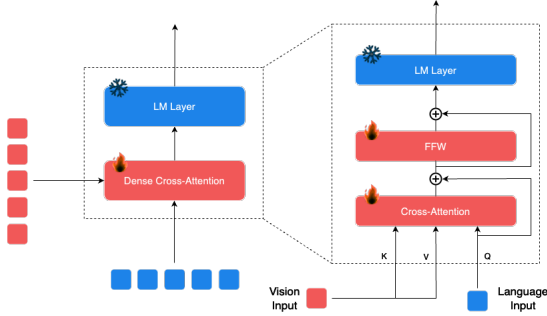 LM Layer
Dense Cross-Attention
LM Layer
FFW
Cross-Attention
K
V
Q
Vision
Input
Language
Input